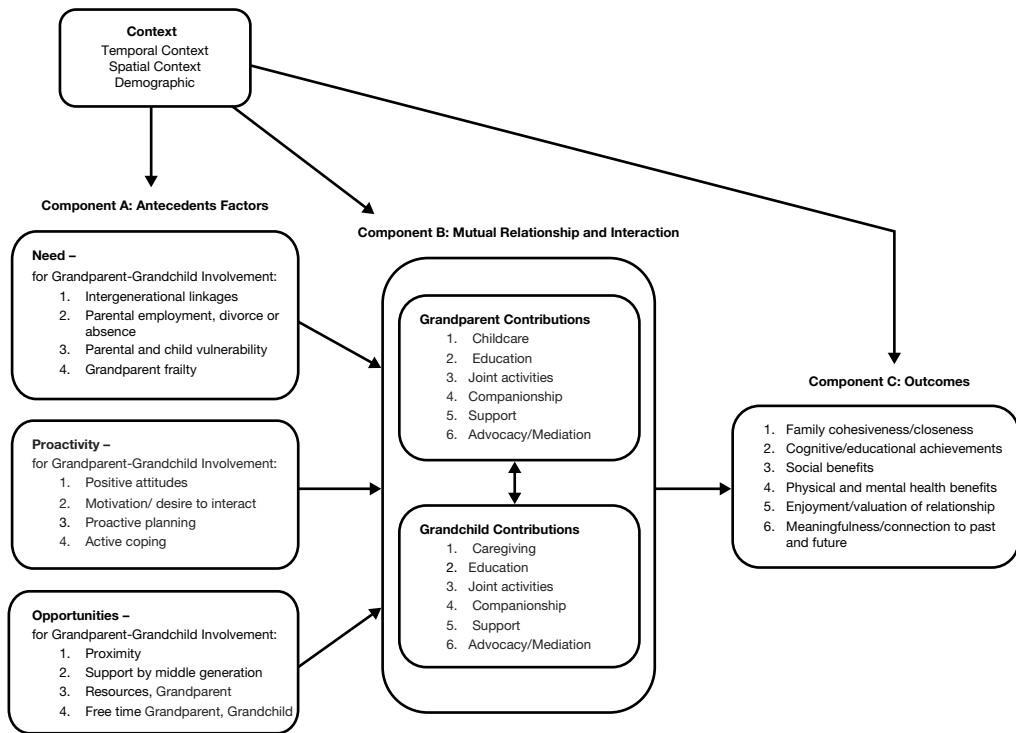 Context
Temporal Context
Spatial Context
Demographic
Component A: Antecedents Factors
Need –
for Grandparent-Grandchild Involvement:
1. Intergenerational linkages
2. Parental employment, divorce or
absence
3. Parental and child vulnerability
4. Grandparent frailty
Proactivity –
for Grandparent-Grandchild Involvement:
1. Positive attitudes
2. Motivation/ desire to interact
3. Proactive planning
4. Active coping
Opportunities –
for Grandparent-Grandchild Involvement:
1. Proximity
2. Support by middle generation
3. Resources, Grandparent
4. Free time Grandparent, Grandchild
Component B: Mutual Relationship and Interaction
Grandparent Contributions
1. Childcare
2. Education
3. Joint activities
4. Companionship
5. Support
6. Advocacy/Mediation
Grandchild Contributions
1. Caregiving
2. Education
3. Joint activities
4. Companionship
5. Support
6. Advocacy/Mediation
Component C: Outcomes
1. Family cohesiveness/closeness
2. Cognitive/educational achievements
3. Social benefits
4. Physical and mental health benefits
5. Enjoyment/valuation of relationship
6. Meaningfulness/connection to past
and future